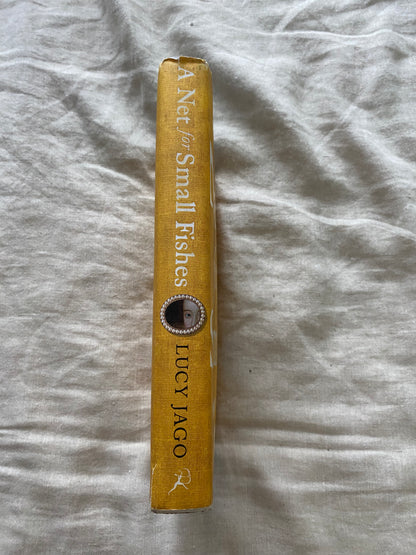 A Net for Small Fishes
LUCY JAGO